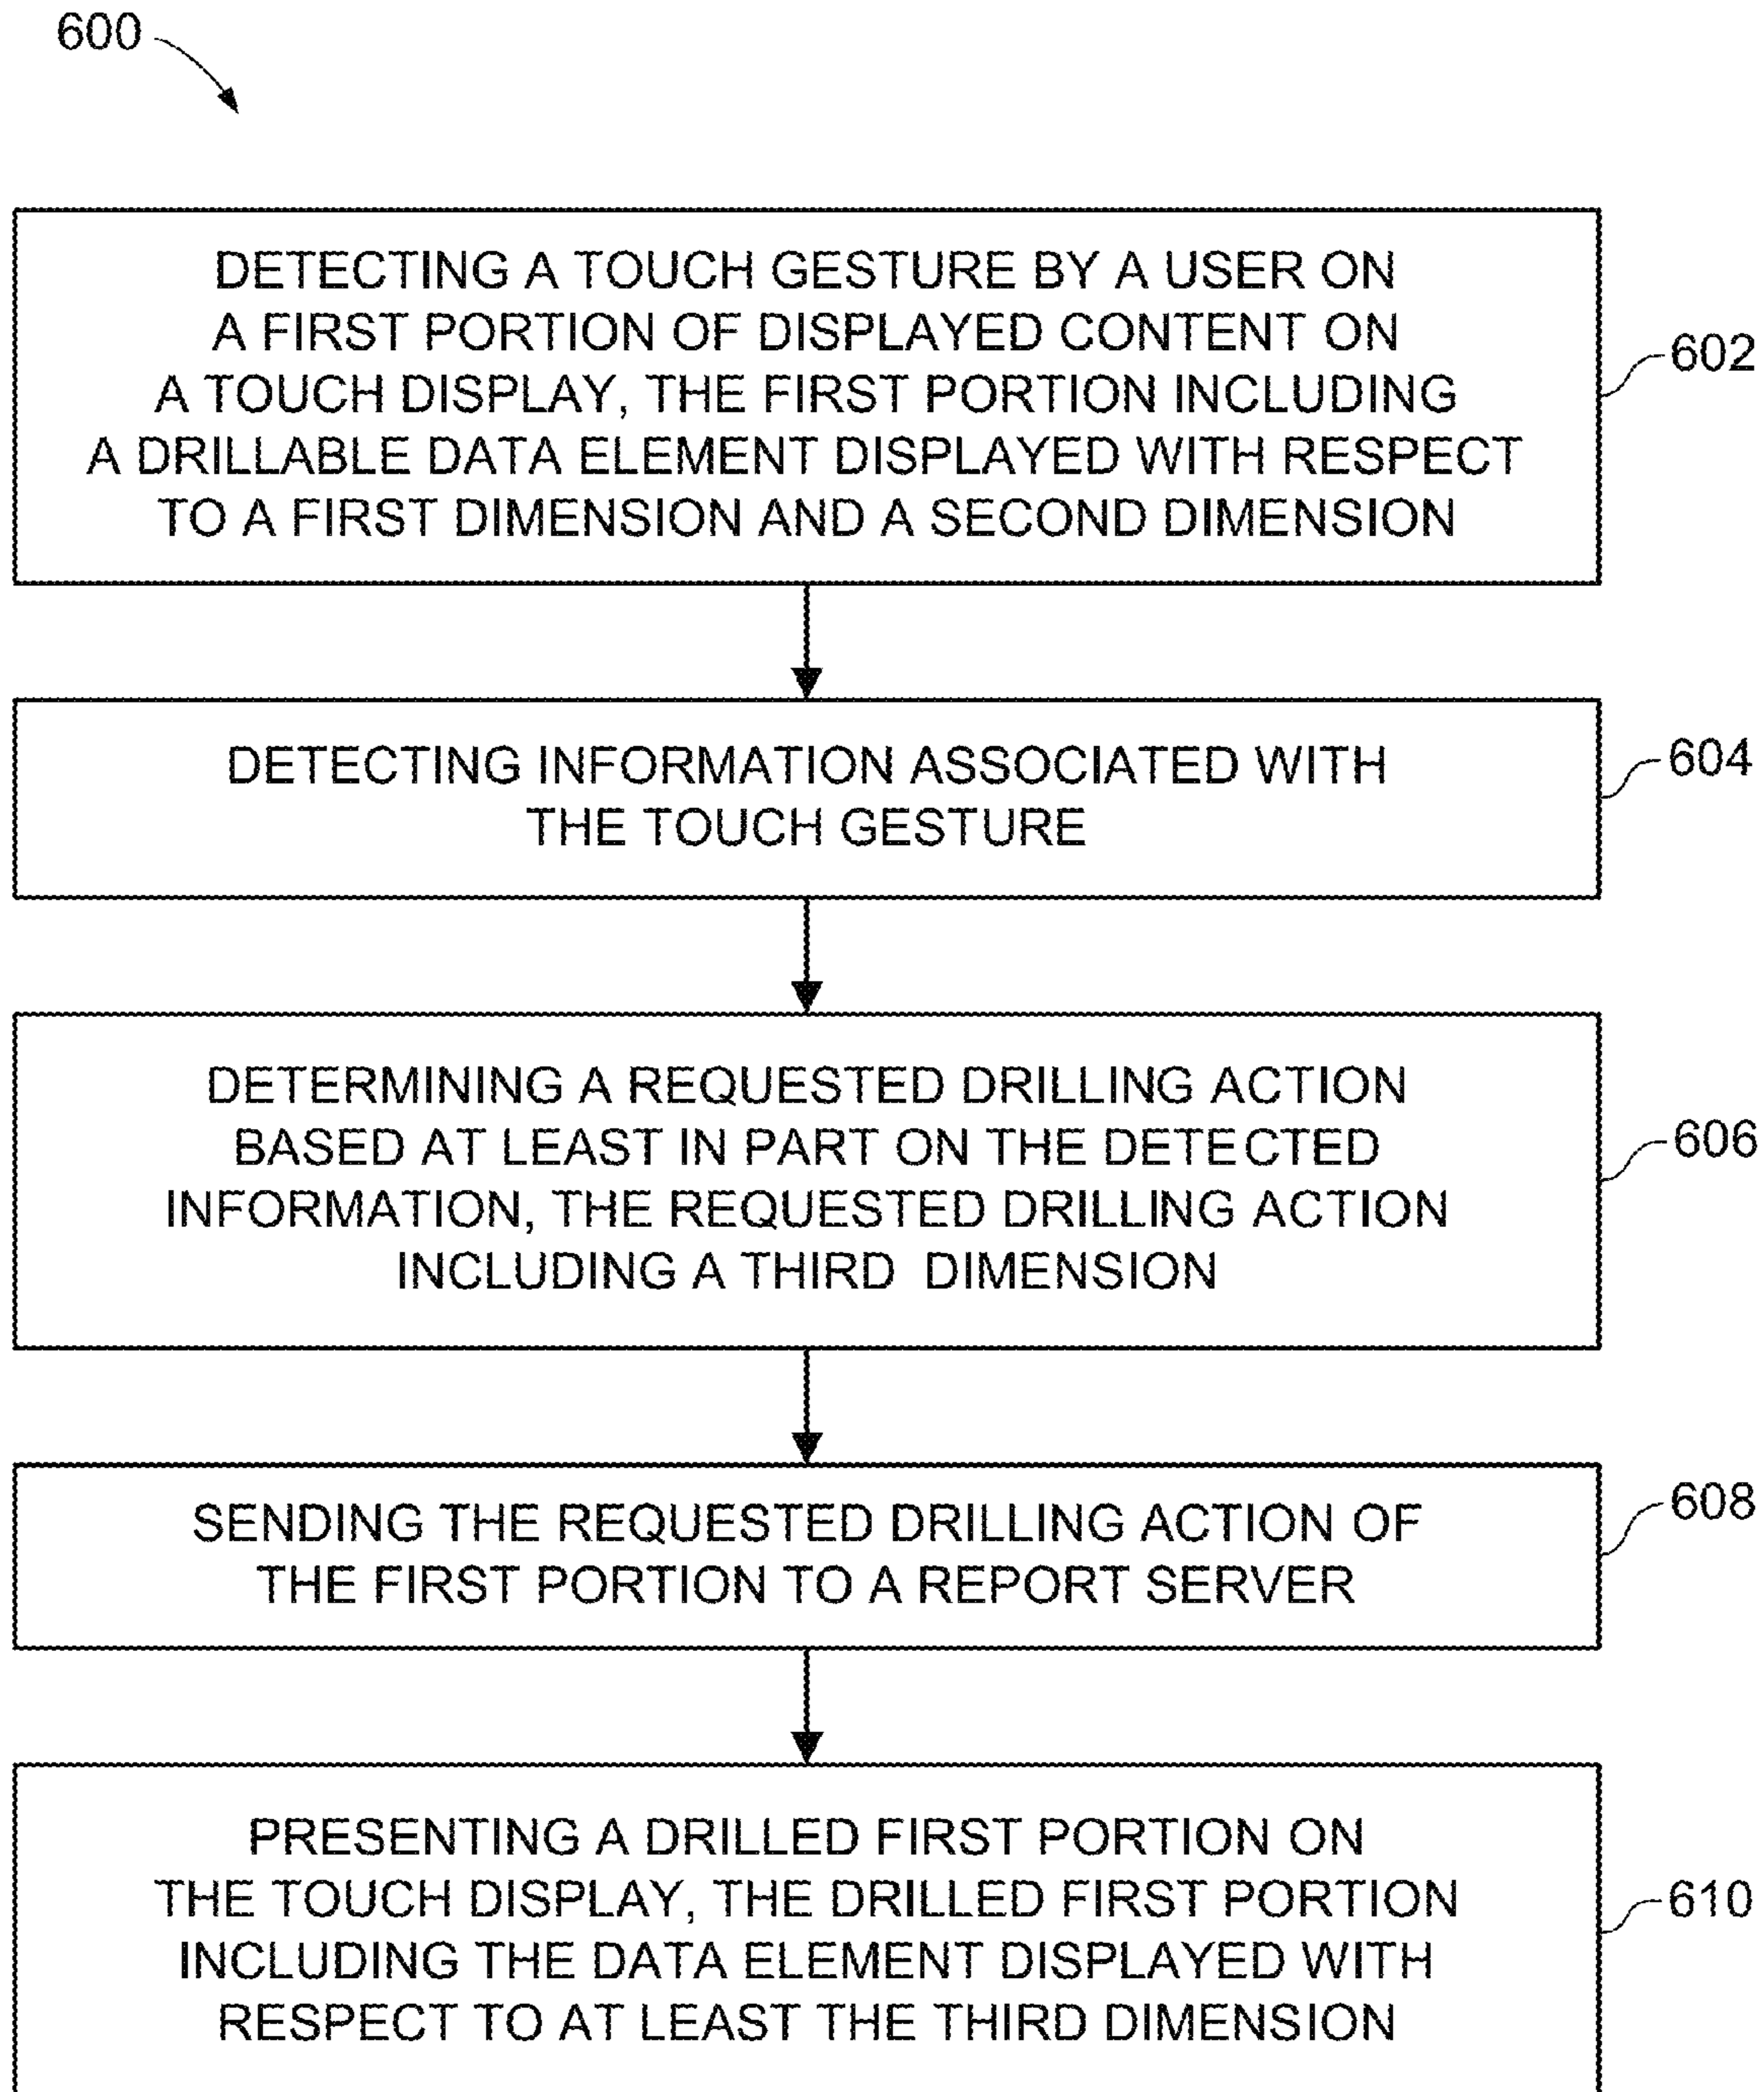 600
DETECTING A TOUCH GESTURE BY A USER ON
A FIRST PORTION OF DISPLAYED CONTENT ON
A TOUCH DISPLAY, THE FIRST PORTION INCLUDING
A DRILLABLE DATA ELEMENT DISPLAYED WITH RESPECT
TO A FIRST DIMENSION AND A SECOND DIMENSION
602
DETECTING INFORMATION ASSOCIATED WITH
THE TOUCH GESTURE
604
DETERMINING A REQUESTED DRILLING ACTION
BASED AT LEAST IN PART ON THE DETECTED
INFORMATION, THE REQUESTED DRILLING ACTION
INCLUDING A THIRD DIMENSION
606
SENDING THE REQUESTED DRILLING ACTION OF
THE FIRST PORTION TO A REPORT SERVER
608
PRESENTING A DRILLED FIRST PORTION ON
THE TOUCH DISPLAY, THE DRILLED FIRST PORTION
INCLUDING THE DATA ELEMENT DISPLAYED WITH
RESPECT TO AT LEAST THE THIRD DIMENSION
610